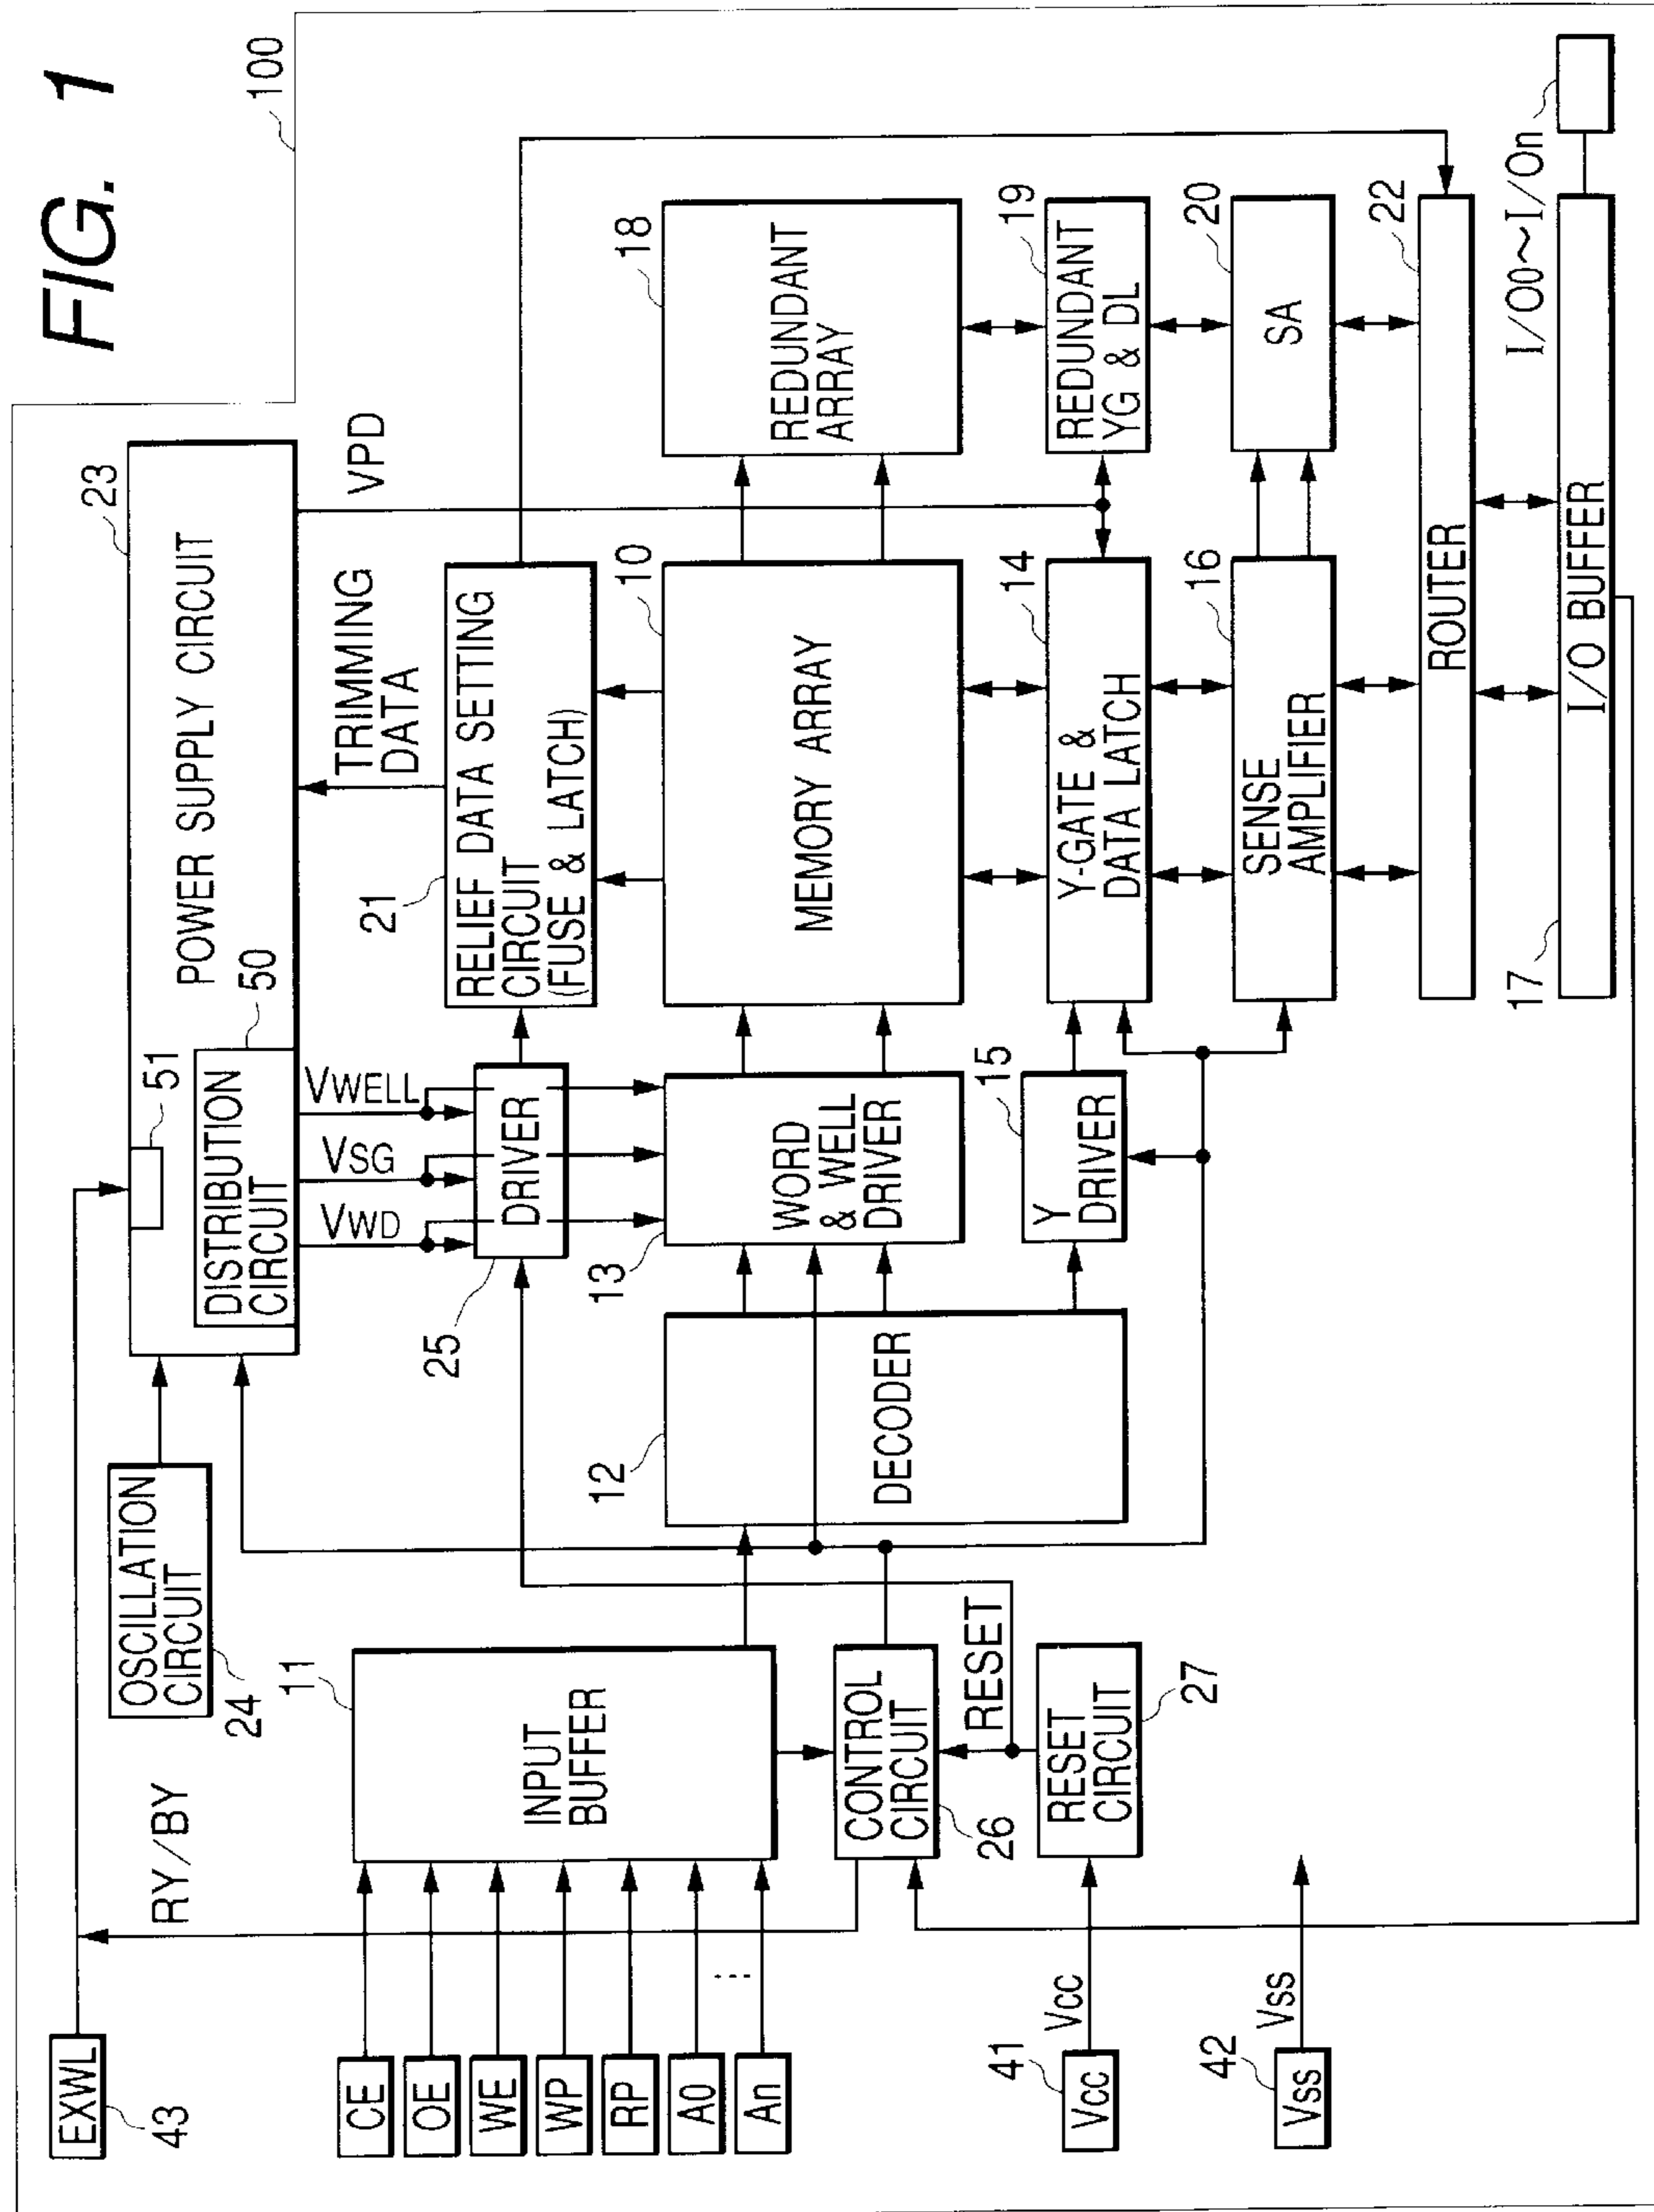 FIG. 1
100
EXWL
43
RY/BY
OSCILLATION
CIRCUIT
24
23
POWER SUPPLY CIRCUIT
51
50
DISTRIBUTION
CIRCUIT
VWD
VSG
VWELL
TRIMMING
DATA
VPD
25
DRIVER
21
RELIEF DATA SETTING
CIRCUIT
(FUSE & LATCH)
CE
OE
WE
WP
RP
A0
An
11
INPUT
BUFFER
12
DECODER
13
WORD
& WELL
DRIVER
10
MEMORY ARRAY
18
REDUNDANT
ARRAY
CONTROL
CIRCUIT
26
RESET
RESET
CIRCUIT
27
15
Y
DRIVER
14
Y-GATE &
DATA LATCH
19
REDUNDANT
YG & DL
16
SENSE
AMPLIFIER
20
SA
41
Vcc
Vcc
42
Vss
Vss
22
ROUTER
I/O0~I/On
17
I/O BUFFER